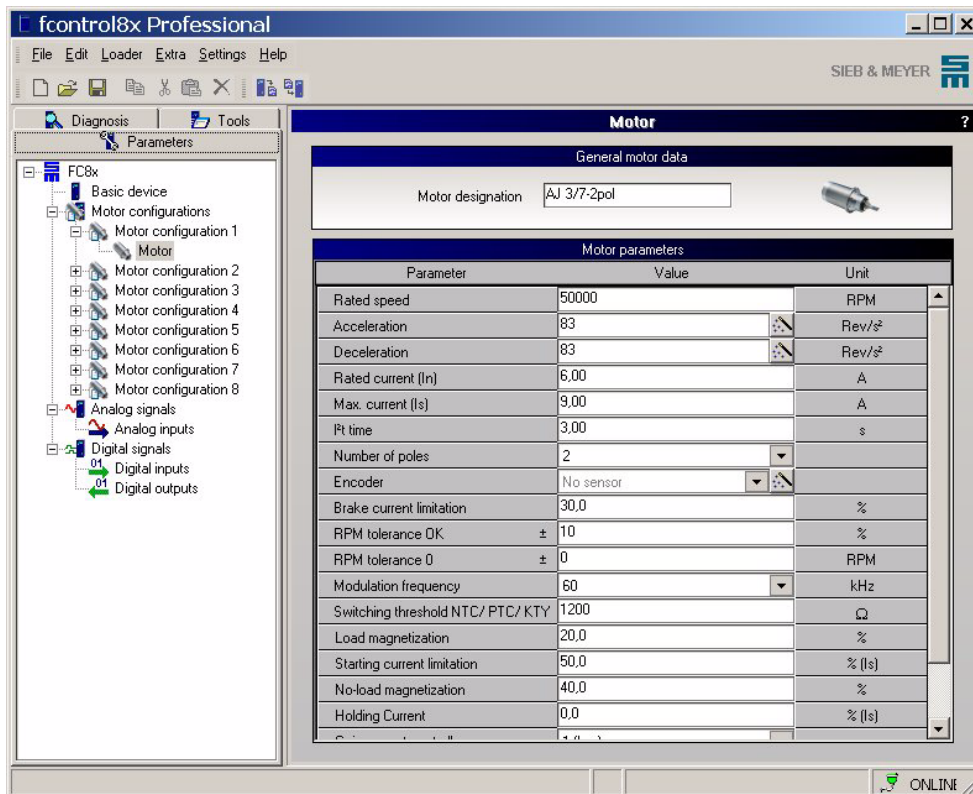 fcontrol8x Professional
File Edit Loader Extra Settings Help
SIEB & MEYER
Diagnosis Tools
Parameters
FC8x
Basic device
Motor configurations
Motor configuration 1
Motor
Motor configuration 2
Motor configuration 3
Motor configuration 4
Motor configuration 5
Motor configuration 6
Motor configuration 7
Motor configuration 8
Analog signals
Analog inputs
Digital signals
01 Digital inputs
01 Digital outputs
Motor ?
General motor data
Motor designation AJ 3/7-2pol
Motor parameters
Parameter Value Unit
Rated speed 50000 RPM
Acceleration 83 Rev/s²
Deceleration 83 Rev/s²
Rated current (In) 6,00 A
Max. current (Is) 9,00 A
I²t time 3,00 s
Number of poles 2
Encoder No sensor
Brake current limitation 30,0 %
RPM tolerance OK ± 10 %
RPM tolerance 0 ± 0 RPM
Modulation frequency 60 kHz
Switching threshold NTC/ PTC/ KTY 1200 Ω
Load magnetization 20,0 %
Starting current limitation 50,0 % (Is)
No-load magnetization 40,0 %
Holding Current 0,0 % (Is)
ONLINE